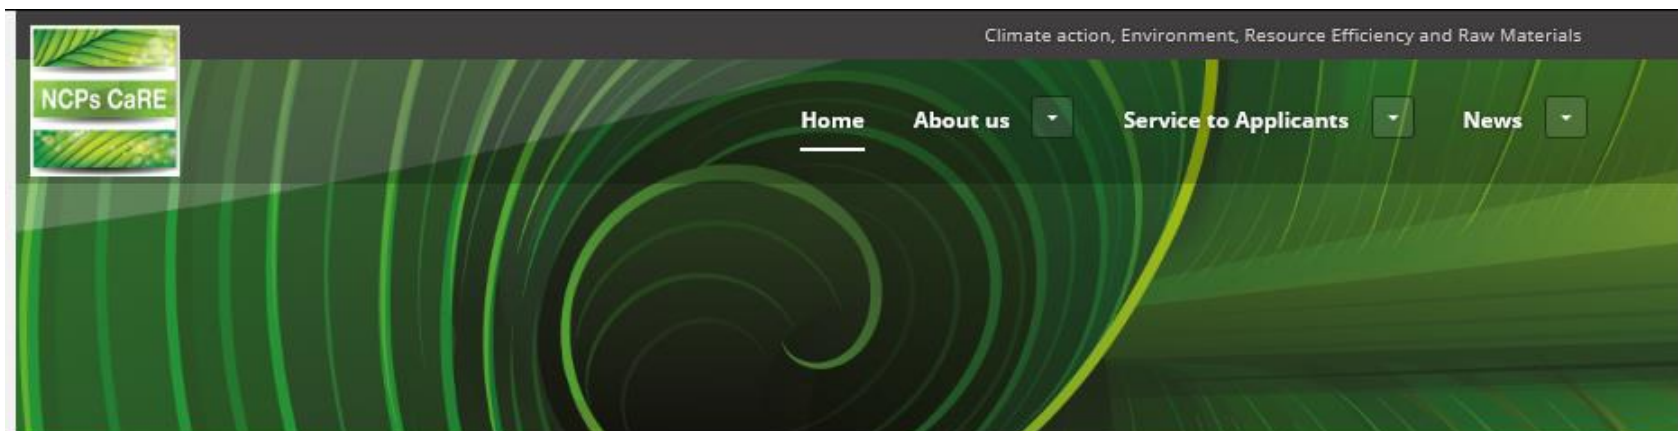 Climate action, Environment, Resource Efficiency and Raw Materials
NCPs CaRE
Home About us Service to Applicants News